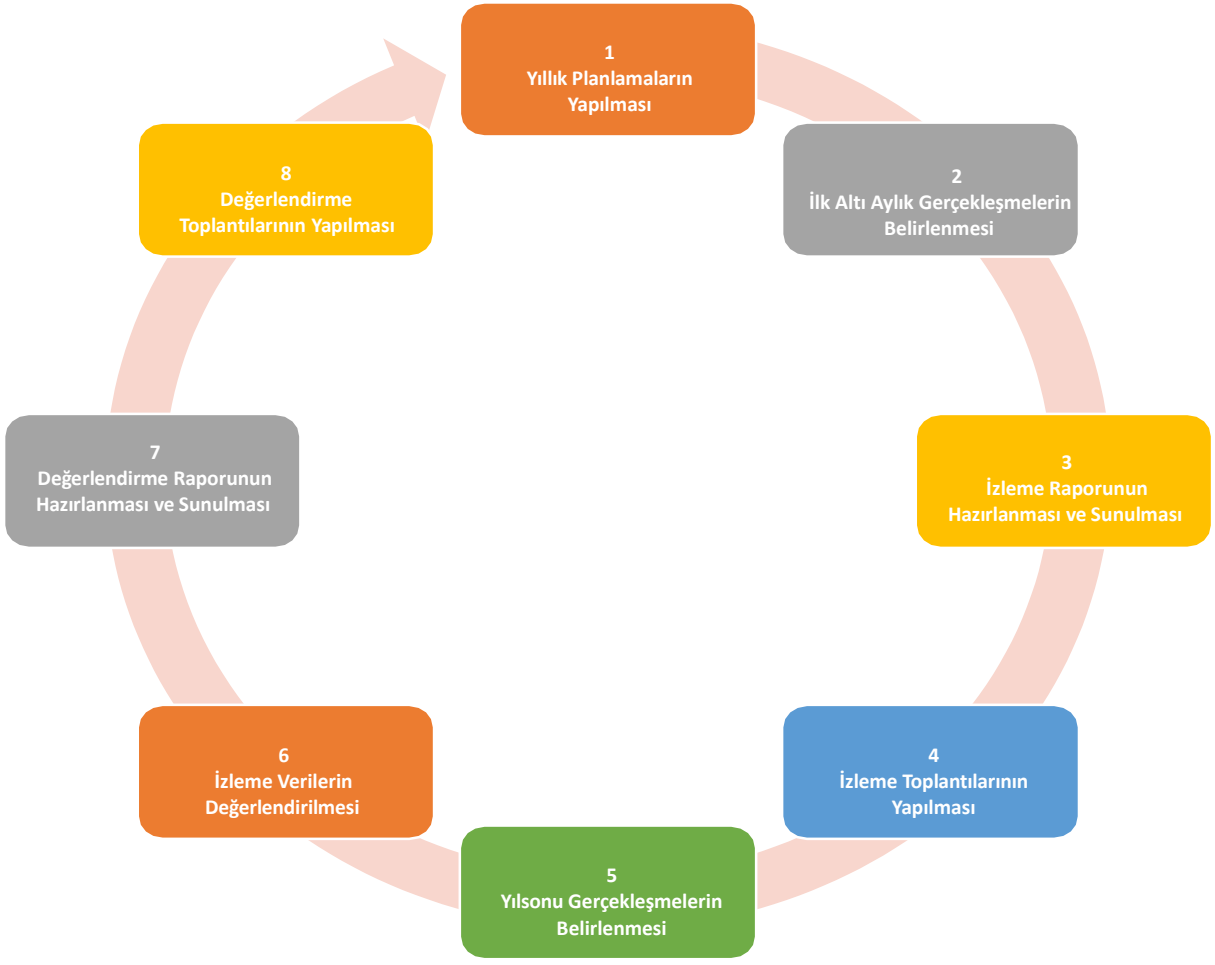 1
Yıllık Planlamaların
Yapılması
2
İlk Altı Aylık Gerçekleşmelerin
Belirlenmesi
3
İzleme Raporunun
Hazırlanması ve Sunulması
4
İzleme Toplantılarının
Yapılması
5
Yılsonu Gerçekleşmelerin
Belirlenmesi
6
İzleme Verilerin
Değerlendirilmesi
7
Değerlendirme Raporunun
Hazırlanması ve Sunulması
8
Değerlendirme
Toplantılarının Yapılması